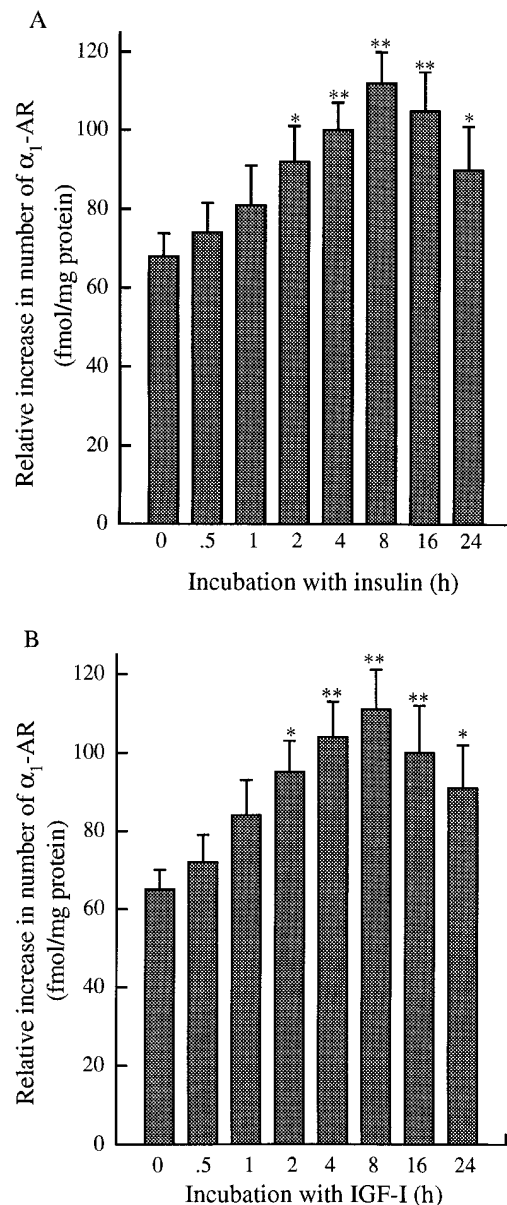 A
Relative increase in number of α₁-AR
(fmol/mg protein)
120
100
80
60
40
20
0
*
**
**
**
*
0 .5 1 2 4 8 16 24
Incubation with insulin (h)
B
Relative increase in number of α₁-AR
(fmol/mg protein)
120
100
80
60
40
20
0
*
**
**
**
*
0 .5 1 2 4 8 16 24
Incubation with IGF-I (h)